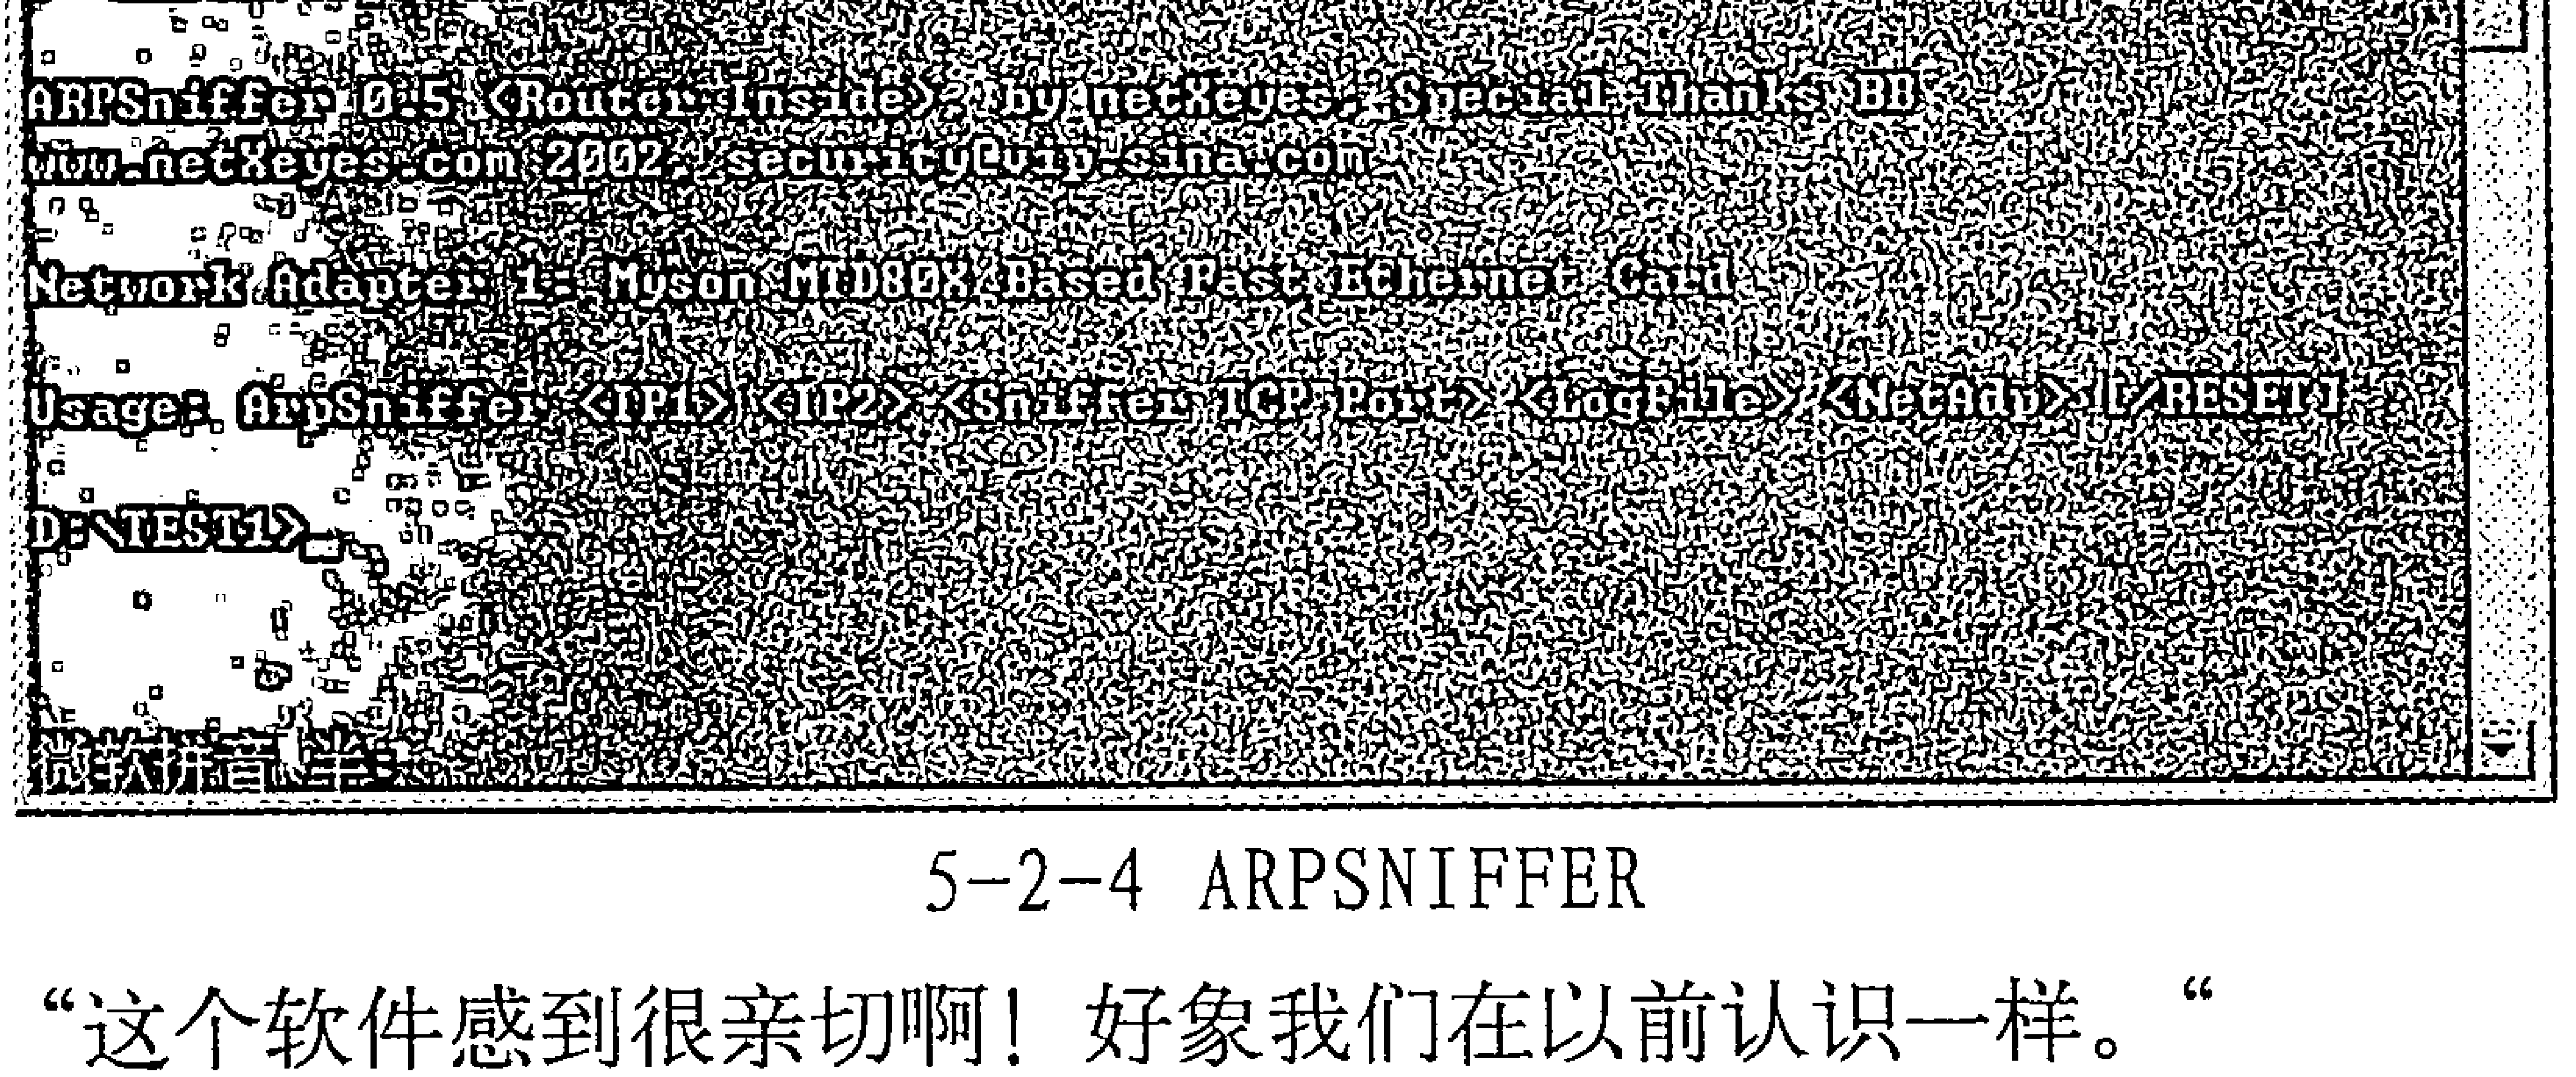 ARPSniffer 0.5 <Router Inside>, by netXeyes, Special Thanks BB
www.netXeyes.com 2002, security@vip.sina.com
Network Adapter 1: Myson MTD80X Based Fast Ethernet Card
Usage: ArpSniffer <IP1> <IP2> <Sniffer TCP Port> <LogFile> <NetAdp> [/RESET]
D:\TEST1>_
拼音 半:
5-2-4 ARPSNIFFER
“这个软件感到很亲切啊！好象我们在以前认识一样。“